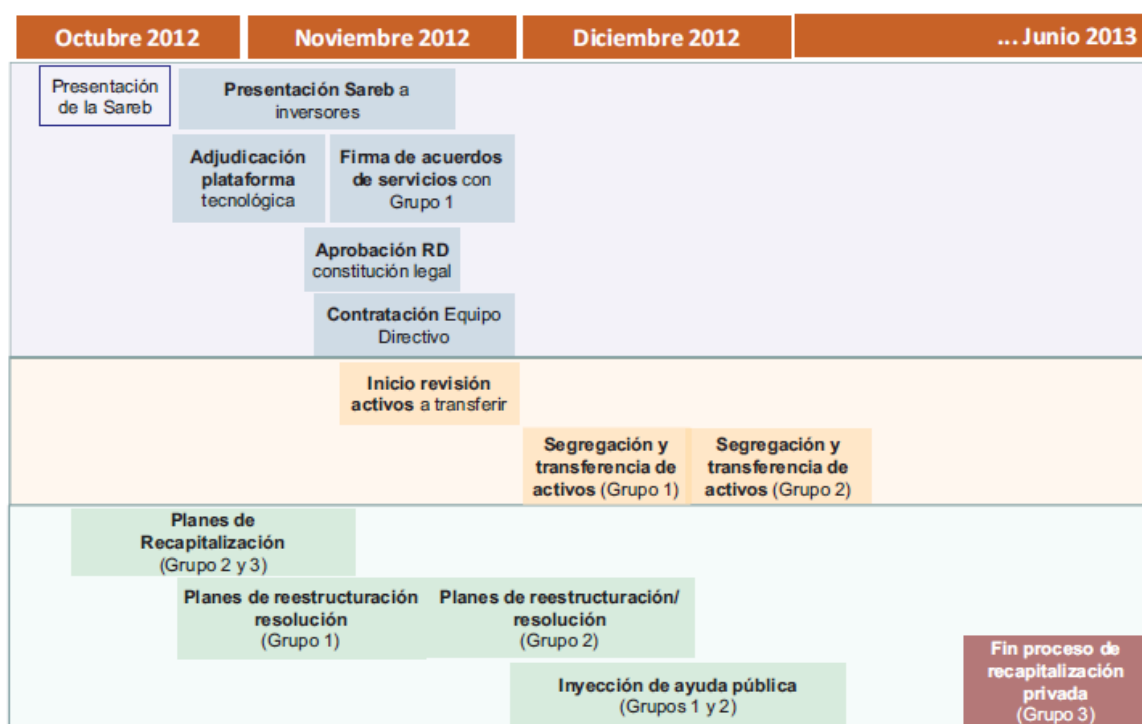 Octubre 2012
Noviembre 2012
Diciembre 2012
... Junio 2013
Presentación
de la Sareb
Presentación Sareb a
inversores
Adjudicación
plataforma
tecnológica
Firma de acuerdos
de servicios con
Grupo 1
Aprobación RD
constitución legal
Contratación Equipo
Directivo
Inicio revisión
activos a transferir
Segregación y
transferencia de
activos (Grupo 1)
Segregación y
transferencia de
activos (Grupo 2)
Planes de
Recapitalización
(Grupo 2 y 3)
Planes de reestructuración
resolución
(Grupo 1)
Planes de reestructuración/
resolución
(Grupo 2)
Inyección de ayuda pública
(Grupos 1 y 2)
Fin proceso de
recapitalización
privada
(Grupo 3)